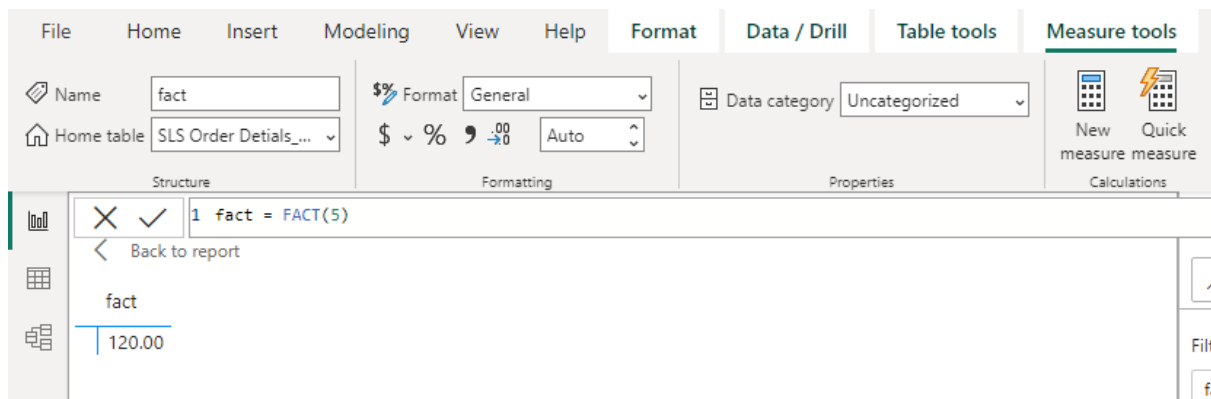 File Home Insert Modeling View Help Format Data / Drill Table tools Measure tools
Name fact $% Format General Data category Uncategorized
Home table SLS Order Detials_... $ % 9 .00 →.0 Auto
New Quick
measure measure
Structure Formatting Properties Calculations
1 fact = FACT(5)
Back to report
fact
120.00
Filt
fa